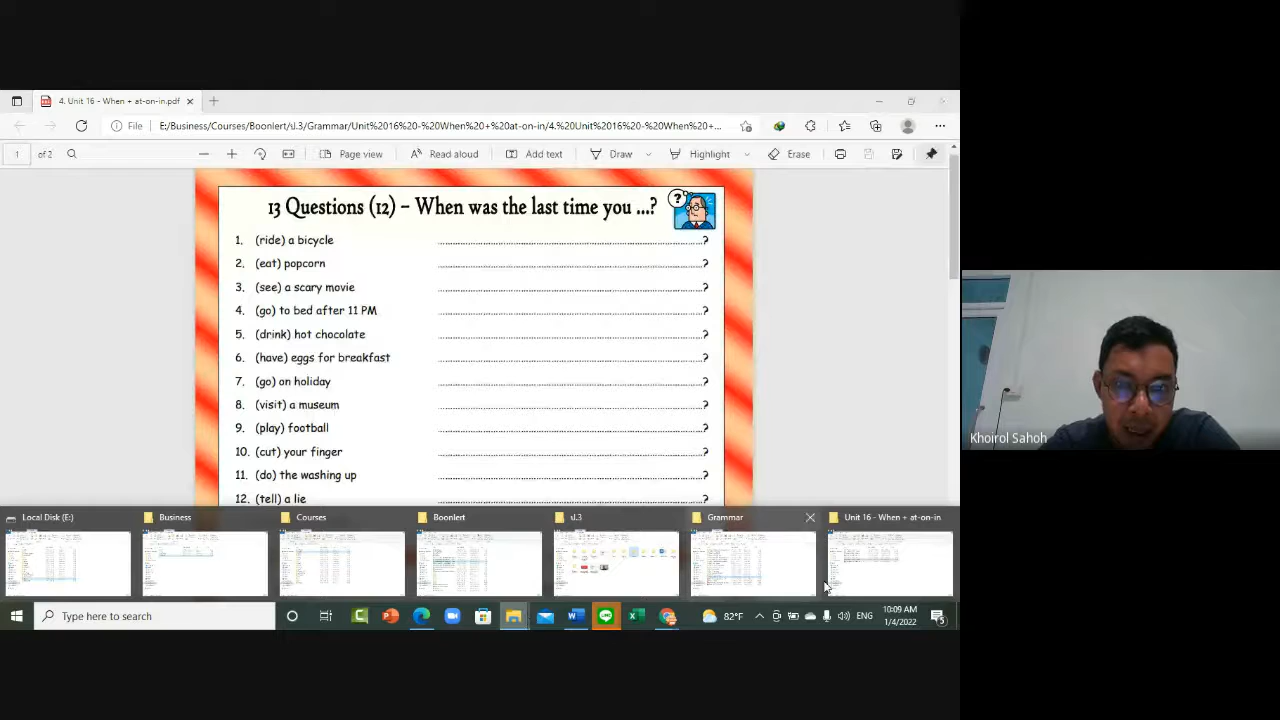 4. Unit 16 - When + at-on-in.pdf
File E:/Business/Courses/Boonlert/ป.3/Grammar/Unit%2016%20-%20When%20+%20at-on-in/4.%20Unit%2016%20-%20When%20+%20...
1 of 2 Page view Read aloud Add text Draw Highlight Erase
13 Questions (12) – When was the last time you ...?
?
1. (ride) a bicycle ?
2. (eat) popcorn ?
3. (see) a scary movie ?
4. (go) to bed after 11 PM ?
5. (drink) hot chocolate ?
6. (have) eggs for breakfast ?
7. (go) on holiday ?
8. (visit) a museum ?
9. (play) football ?
10. (cut) your finger ?
11. (do) the washing up ?
12. (tell) a lie ?
Khoirol Sahoh
Local Disk (E:) Business Courses Boonlert ป.3 Grammar Unit 16 - When + at-on-in
Type here to search 82°F ENG 10:09 AM
1/4/2022 5